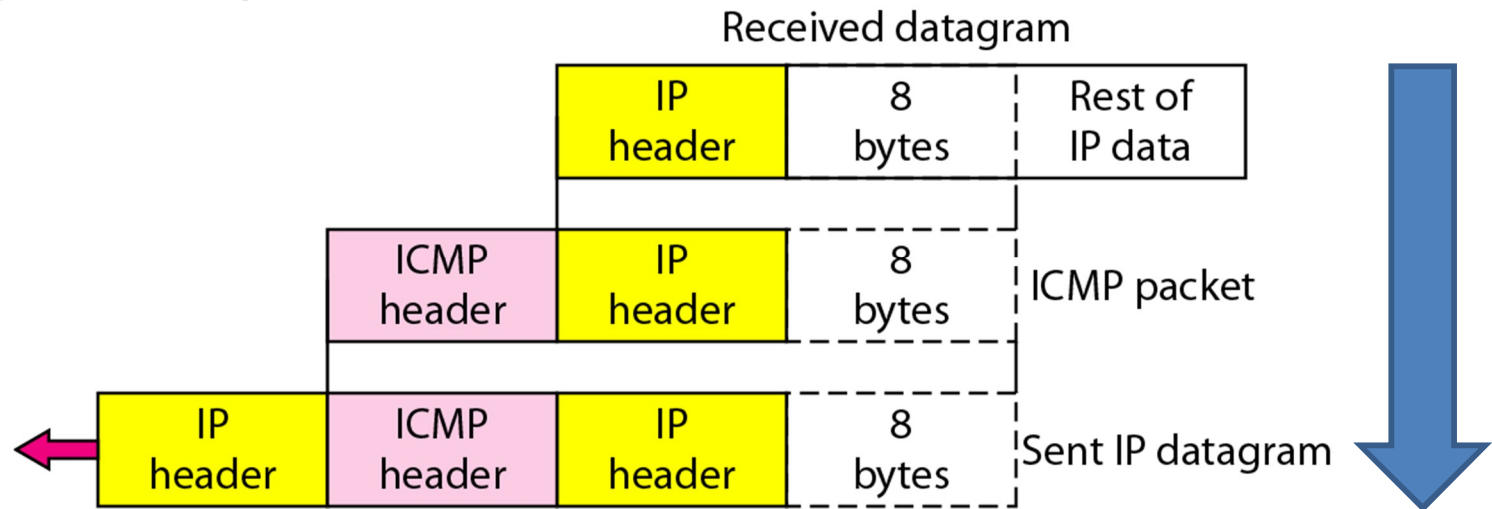 Received datagram
IP header
8 bytes
Rest of IP data
ICMP header
IP header
8 bytes
ICMP packet
IP header
ICMP header
IP header
8 bytes
Sent IP datagram